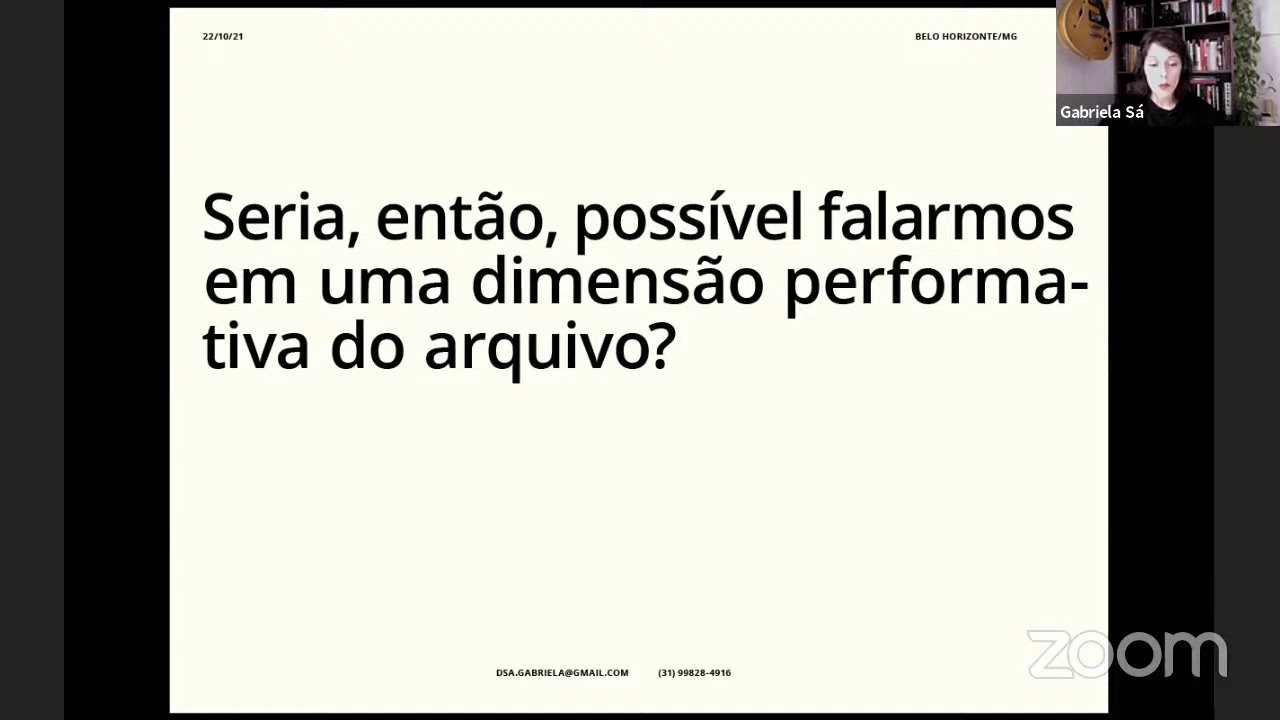 22/10/21
BELO HORIZONTE/MG
Gabriela Sá
Seria, então, possível falarmos
em uma dimensão performa-
tiva do arquivo?
DSA.GABRIELA@GMAIL.COM
(31) 99828-4916
zoom